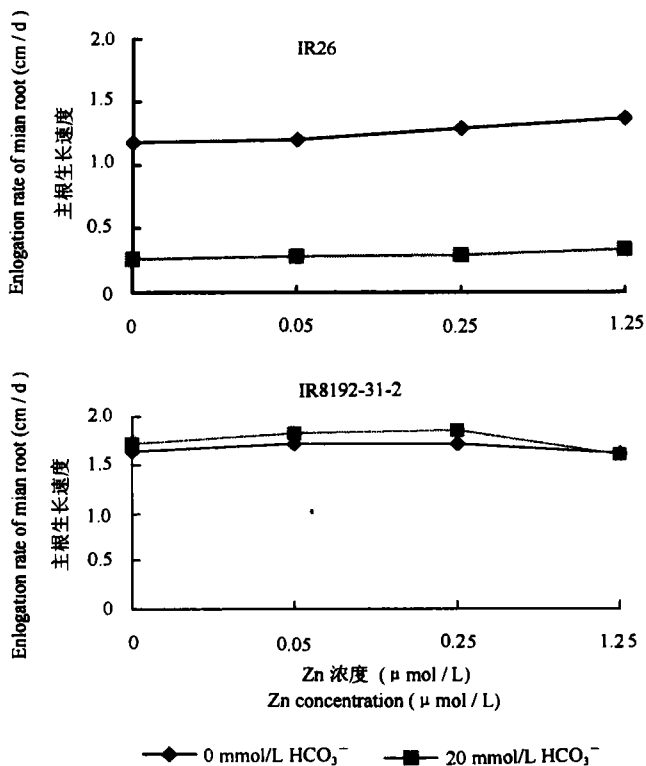 IR26
Enlogation rate of mian root (cm / d)
主根生长速度
2.0
1.5
1.0
0.5
0
0 0.05 0.25 1.25
IR8192-31-2
Enlogation rate of mian root (cm / d)
主根生长速度
2.0
1.5
1.0
0.5
0
0 0.05 0.25 1.25
Zn 浓度 ( μ mol / L)
Zn concentration ( μ mol / L)
0 mmol/L HCO₃⁻ 20 mmol/L HCO₃⁻